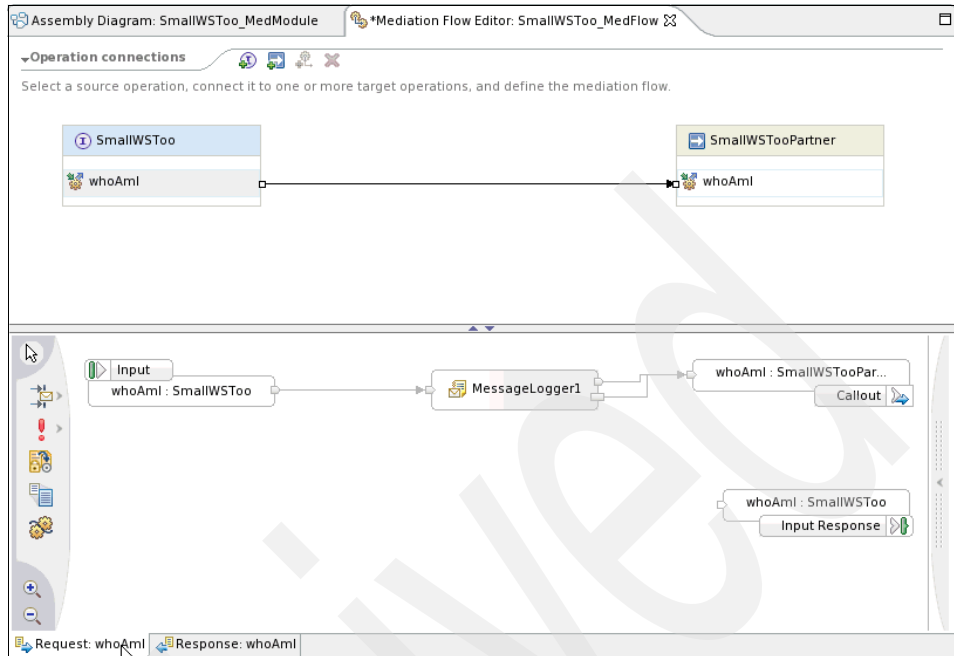 Assembly Diagram: SmallWSToo_MedModule
*Mediation Flow Editor: SmallWSToo_MedFlow
Operation connections
Select a source operation, connect it to one or more target operations, and define the mediation flow.
SmallWSToo
SmallWSTooPartner
whoAmI
whoAmI
Input
whoAmI : SmallWSToo
MessageLogger1
whoAmI : SmallWSTooPar...
Callout
whoAmI : SmallWSToo
Input Response
Request: whoAmI
Response: whoAmI
ived